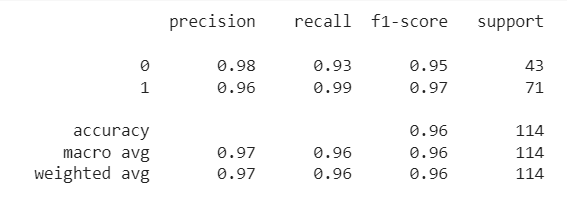 precision recall f1-score support
0 0.98 0.93 0.95 43
1 0.96 0.99 0.97 71
accuracy 0.96 114
macro avg 0.97 0.96 0.96 114
weighted avg 0.97 0.96 0.96 114